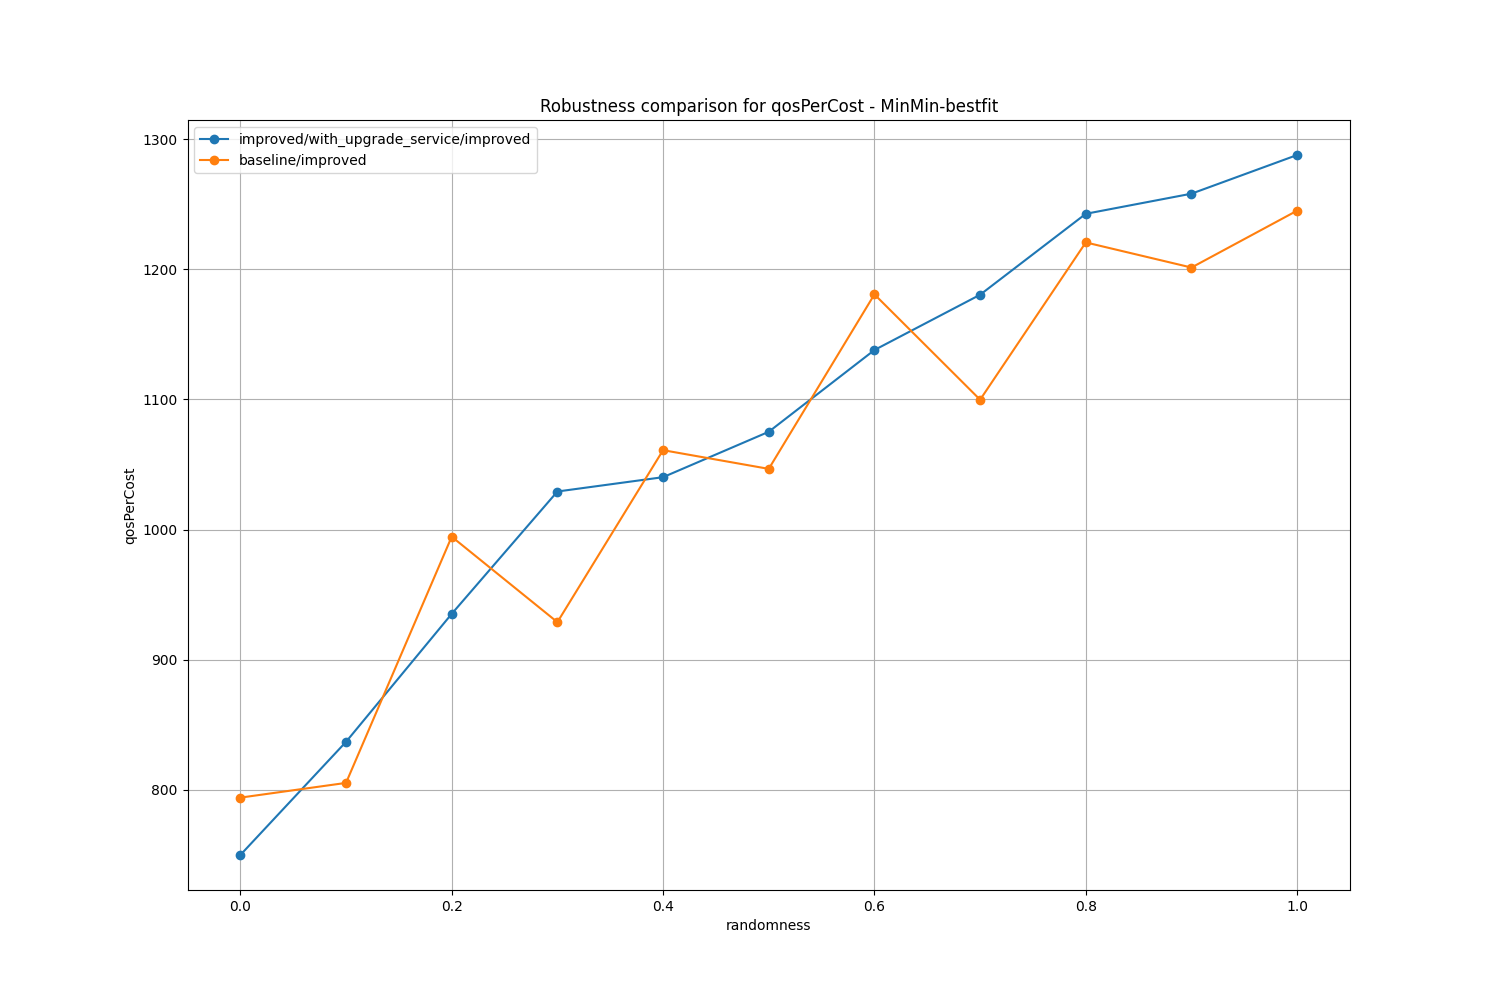 Robustness comparison for qosPerCost - MinMin-bestfit
improved/with_upgrade_service/improved
baseline/improved
1300
1200
1100
1000
900
800
qosPerCost
0.0 0.2 0.4 0.6 0.8 1.0
randomness